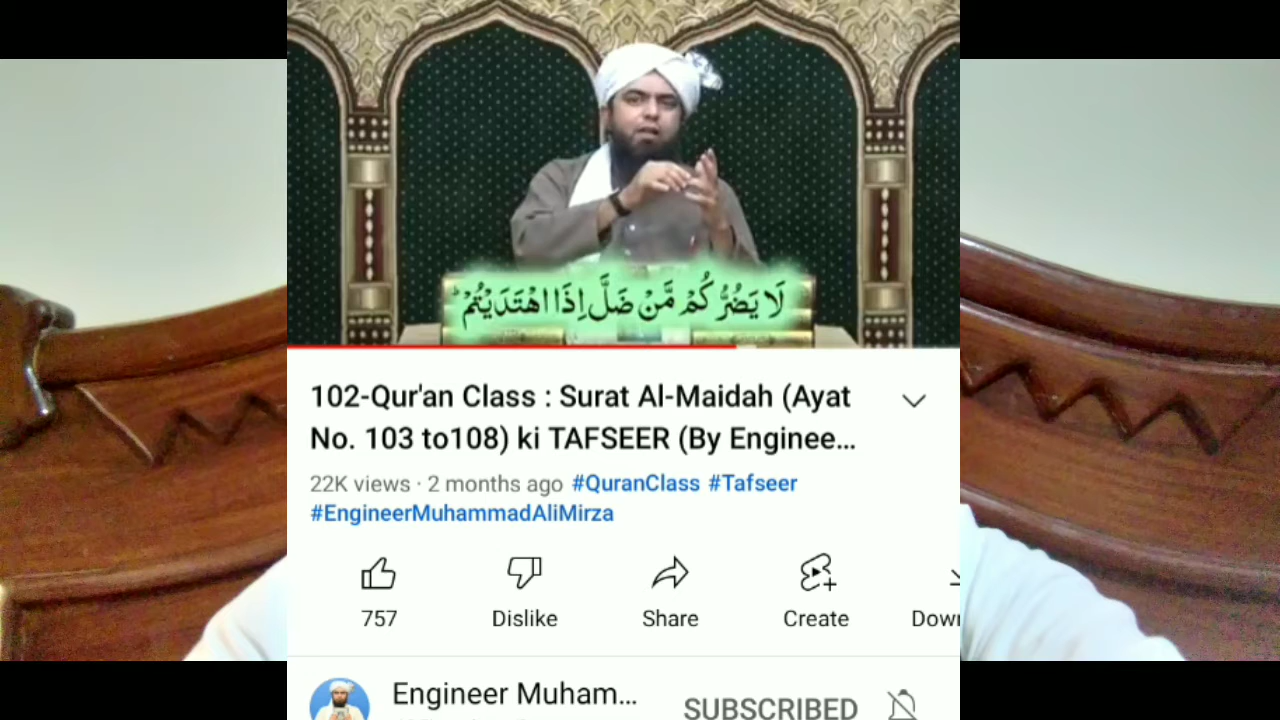 لَا يَضُرُّكُمْ مَّنْ ضَلَّ اِذَا اهْتَدَيْتُمْ ؕ
102-Qur'an Class : Surat Al-Maidah (Ayat
No. 103 to108) ki TAFSEER (By Enginee...
22K views · 2 months ago #QuranClass #Tafseer
#EngineerMuhammadAliMirza
757 Dislike Share Create Dow
Engineer Muham...
SUBSCRIBED